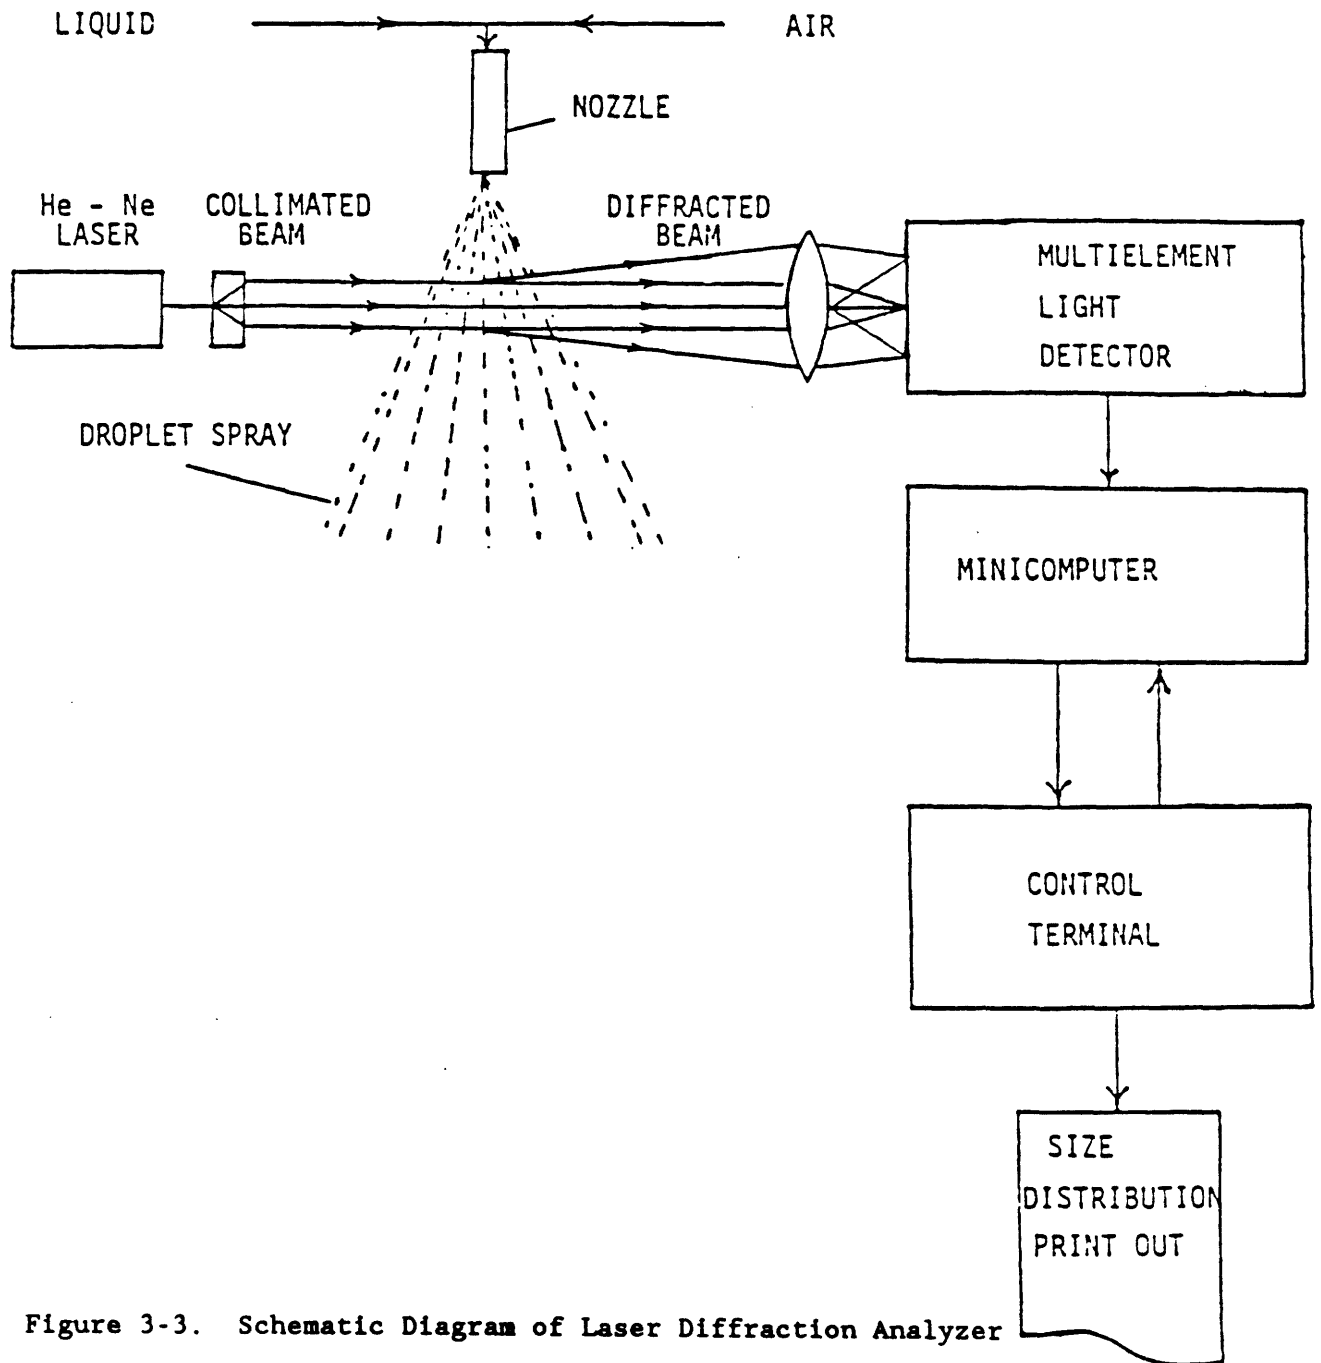 LIQUID
AIR
NOZZLE
He - Ne
LASER
COLLIMATED
BEAM
DIFFRACTED
BEAM
MULTIELEMENT
LIGHT
DETECTOR
DROPLET SPRAY
MINICOMPUTER
CONTROL
TERMINAL
SIZE
DISTRIBUTION
PRINT OUT
Figure 3-3. Schematic Diagram of Laser Diffraction Analyzer